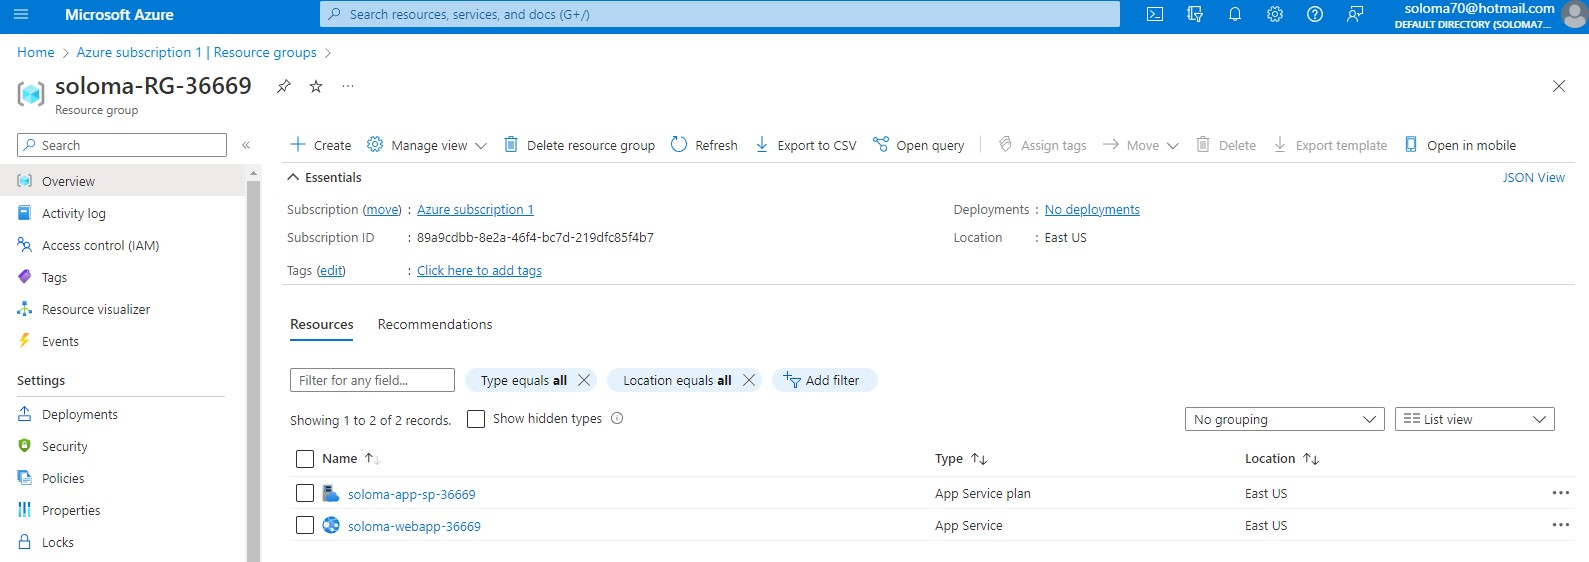 Microsoft Azure
Search resources, services, and docs (G+/)
soloma70@hotmail.com
DEFAULT DIRECTORY (SOLOMA7...
Home > Azure subscription 1 | Resource groups >
soloma-RG-36669 ...
Resource group
Search «
Overview
Activity log
Access control (IAM)
Tags
Resource visualizer
Events
Settings
Deployments
Security
Policies
Properties
Locks
Create Manage view Delete resource group Refresh Export to CSV Open query Assign tags Move Delete Export template Open in mobile
Essentials JSON View
Subscription (move) : Azure subscription 1
Subscription ID : 89a9cdbb-8e2a-46f4-bc7d-219dfc85f4b7
Tags (edit) : Click here to add tags
Deployments : No deployments
Location : East US
Resources Recommendations
Filter for any field... Type equals all Location equals all Add filter
Showing 1 to 2 of 2 records. Show hidden types No grouping List view
Name Type Location
soloma-app-sp-36669 App Service plan East US ...
soloma-webapp-36669 App Service East US ...